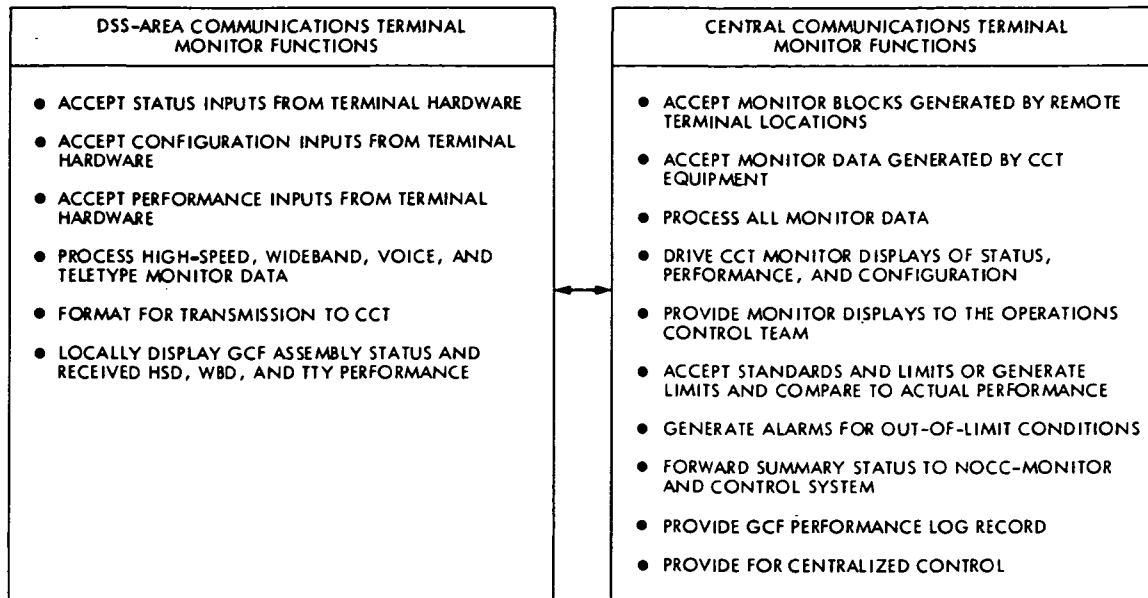 DSS-AREA COMMUNICATIONS TERMINAL
MONITOR FUNCTIONS
● ACCEPT STATUS INPUTS FROM TERMINAL HARDWARE
● ACCEPT CONFIGURATION INPUTS FROM TERMINAL
HARDWARE
● ACCEPT PERFORMANCE INPUTS FROM TERMINAL
HARDWARE
● PROCESS HIGH-SPEED, WIDEBAND, VOICE, AND
TELETYPE MONITOR DATA
● FORMAT FOR TRANSMISSION TO CCT
● LOCALLY DISPLAY GCF ASSEMBLY STATUS AND
RECEIVED HSD, WBD, AND TTY PERFORMANCE
CENTRAL COMMUNICATIONS TERMINAL
MONITOR FUNCTIONS
● ACCEPT MONITOR BLOCKS GENERATED BY REMOTE
TERMINAL LOCATIONS
● ACCEPT MONITOR DATA GENERATED BY CCT
EQUIPMENT
● PROCESS ALL MONITOR DATA
● DRIVE CCT MONITOR DISPLAYS OF STATUS,
PERFORMANCE, AND CONFIGURATION
● PROVIDE MONITOR DISPLAYS TO THE OPERATIONS
CONTROL TEAM
● ACCEPT STANDARDS AND LIMITS OR GENERATE
LIMITS AND COMPARE TO ACTUAL PERFORMANCE
● GENERATE ALARMS FOR OUT-OF-LIMIT CONDITIONS
● FORWARD SUMMARY STATUS TO NOCC-MONITOR
AND CONTROL SYSTEM
● PROVIDE GCF PERFORMANCE LOG RECORD
● PROVIDE FOR CENTRALIZED CONTROL